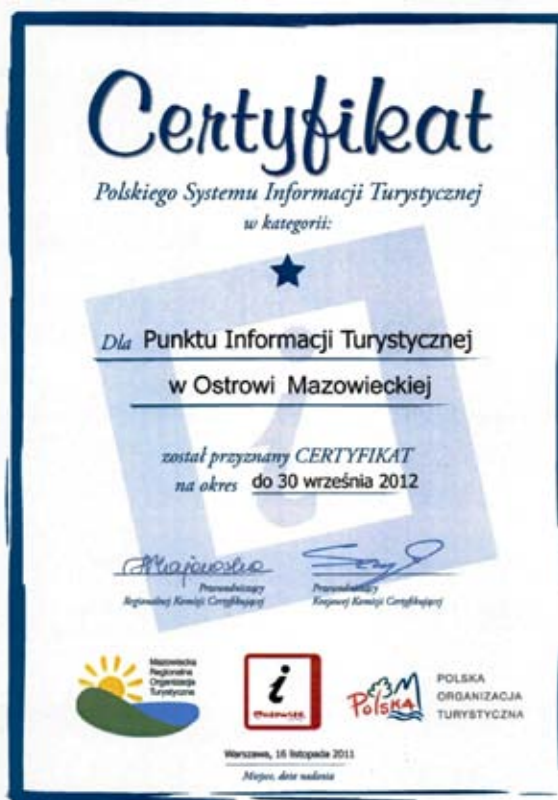 Certyfikat
Polskiego Systemu Informacji Turystycznej
w kategorii:
Dla Punktu Informacji Turystycznej
w Ostrowi Mazowieckiej
został przyznany CERTYFIKAT
na okres do 30 września 2012
Przewodniczący
Regionalnej Komisji Certyfikującej
Przewodniczący
Krajowej Komisji Certyfikującej
Mazowiecka
Regionalna
Organizacja
Turystyczna
i
Polska
POLSKA
ORGANIZACJA
TURYSTYCZNA
Warszawa, 16 listopada 2011
Miejsce, data nadania